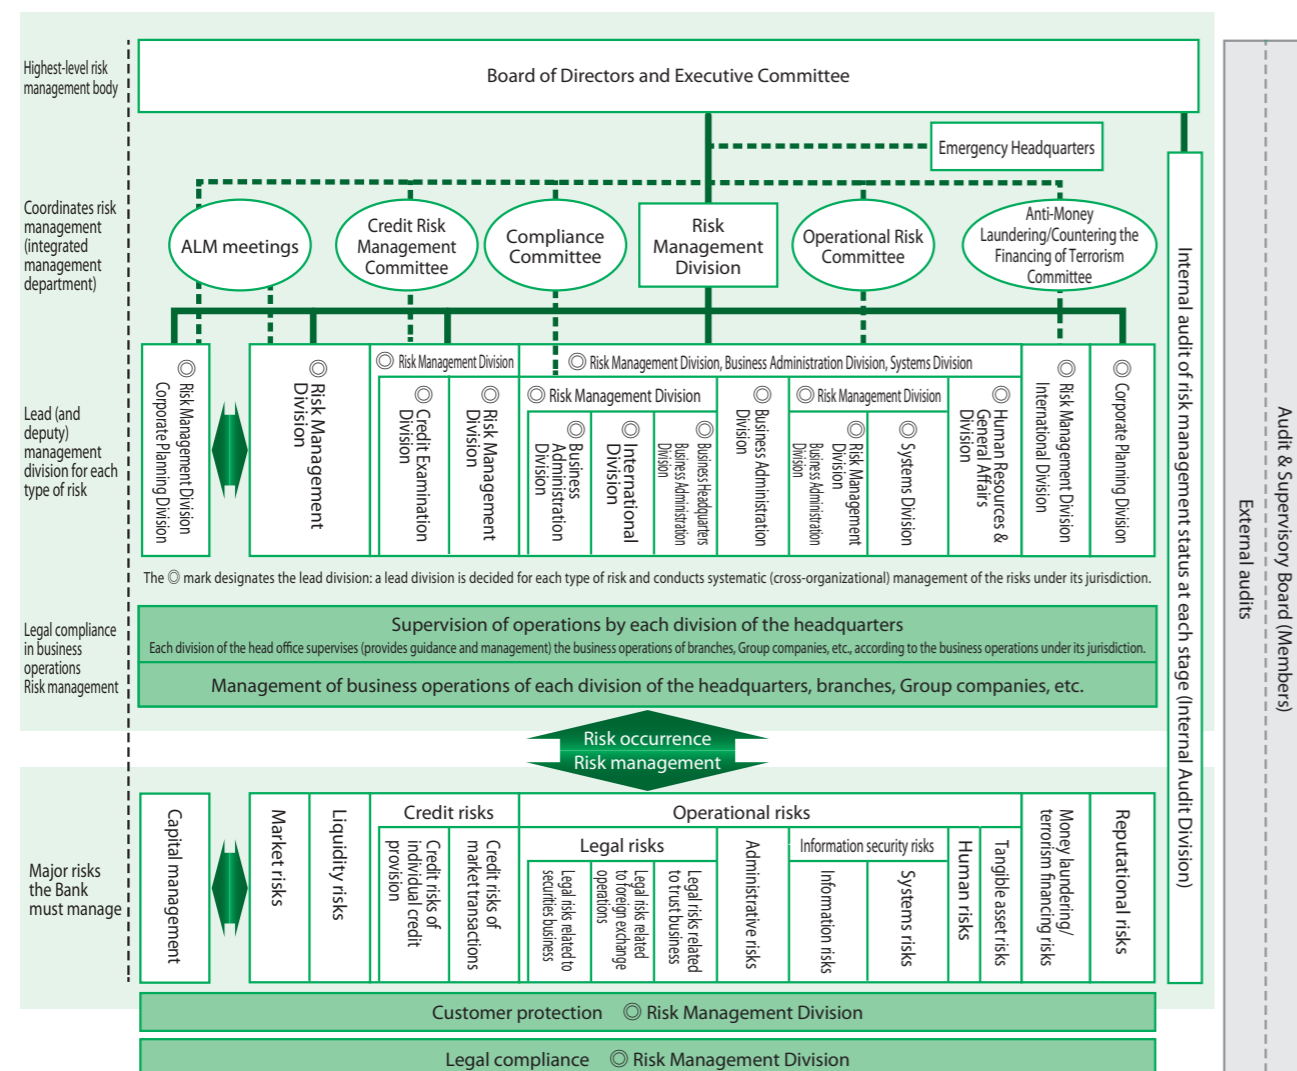 Highest-level risk
management body
Board of Directors and Executive Committee
Emergency Headquarters
Coordinates risk
management
(integrated
management
department)
ALM meetings
Credit Risk
Management
Committee
Compliance
Committee
Risk
Management
Division
Operational Risk
Committee
Anti-Money
Laundering/Countering the
Financing of Terrorism
Committee
Lead (and
deputy)
management
division for each
type of risk
◎ Risk Management Division
Corporate Planning Division
◎ Risk Management
Division
◎ Risk Management Division
◎ Credit Examination
Division
◎ Risk Management
Division
◎ Risk Management Division, Business Administration Division, Systems Division
◎ Risk Management Division
◎ Business
Administration
Division
◎ International
Division
◎ Business Headquarters
Business Administration
Division
◎ Business Administration
Division
◎ Risk Management Division
◎ Risk Management
Division
Business Administration
Division
◎ Systems Division
◎ Human Resources &
General Affairs
Division
◎ Risk Management Division
International Division
◎ Corporate Planning Division
The ◎ mark designates the lead division: a lead division is decided for each type of risk and conducts systematic (cross-organizational) management of the risks under its jurisdiction.
Legal compliance
in business
operations
Risk management
Supervision of operations by each division of the headquarters
Each division of the head office supervises (provides guidance and management) the business operations of branches, Group companies, etc., according to the business operations under its jurisdiction.
Management of business operations of each division of the headquarters, branches, Group companies, etc.
Risk occurrence
Risk management
Major risks
the Bank
must manage
Capital management
Market risks
Liquidity risks
Credit risks
Credit risks of
individual credit
provision
Credit risks of
market transactions
Operational risks
Legal risks
Legal risks related to
securities business
Legal risks related
to foreign exchange
operations
Legal risks related
to trust business
Administrative risks
Information security risks
Information risks
Systems risks
Human risks
Tangible asset risks
Money laundering/
terrorism financing risks
Reputational risks
Customer protection ◎ Risk Management Division
Legal compliance ◎ Risk Management Division
Internal audit of risk management status at each stage (Internal Audit Division)
External audits
Audit & Supervisory Board (Members)